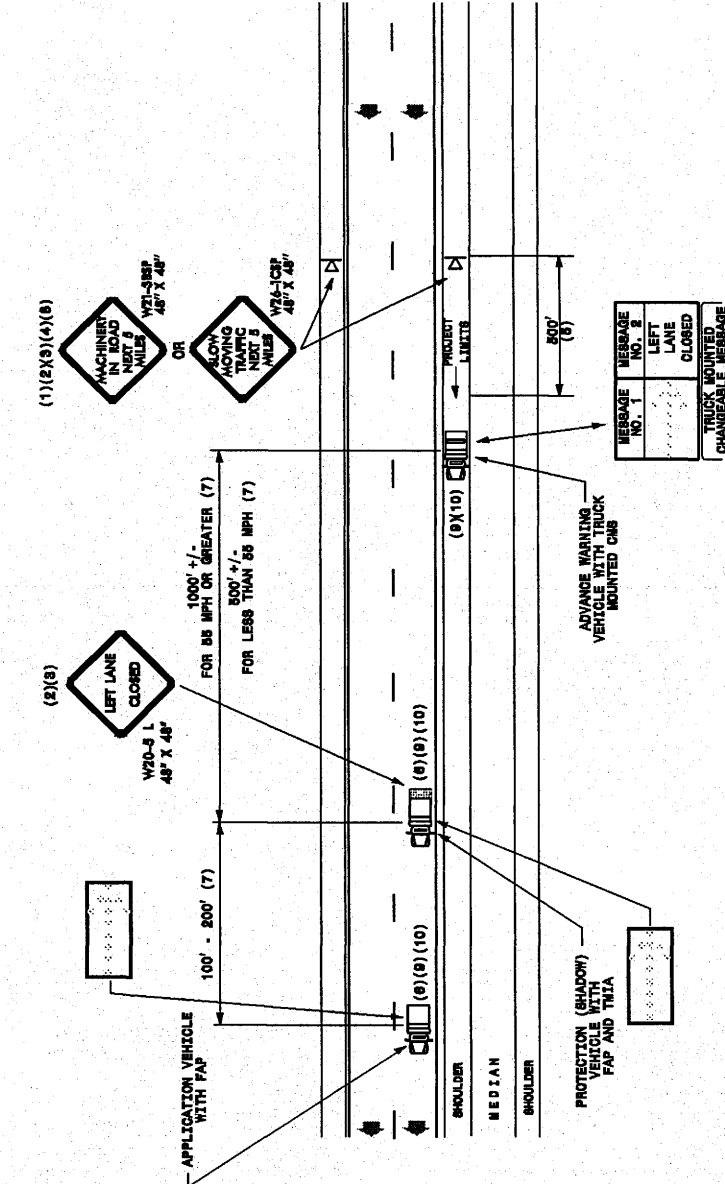 (1)(2)(3)(4)(5)
MACHINERY
IN ROAD
NEXT 5
MILES
W21-5BSP
48" X 48"
OR
SLOW
MOVING
TRAFFIC
NEXT 5
MILES
W26-1CSP
48" X 48"
(2)(3)
LEFT LANE
CLOSED
W20-5 L
48" X 48"
1000' +/-
FOR 55 MPH OR GREATER (7)
500' +/-
FOR LESS THAN 55 MPH (7)
100' - 200' (7)
APPLICATION VEHICLE
WITH FAP
(6)(9)(10)
(6)(9)(10)
(9)(10)
PROJECT
LIMITS
500'
(5)
SHOULDER
MEDIAN
SHOULDER
PROTECTION (SHADOW)
VEHICLE WITH
FAP AND TMIA
ADVANCE WARNING
VEHICLE WITH TRUCK
MOUNTED CMS
MESSAGE
NO. 1
MESSAGE
NO. 2
LEFT
LANE
CLOSED
TRUCK MOUNTED
CHANGEABLE MESSAGE